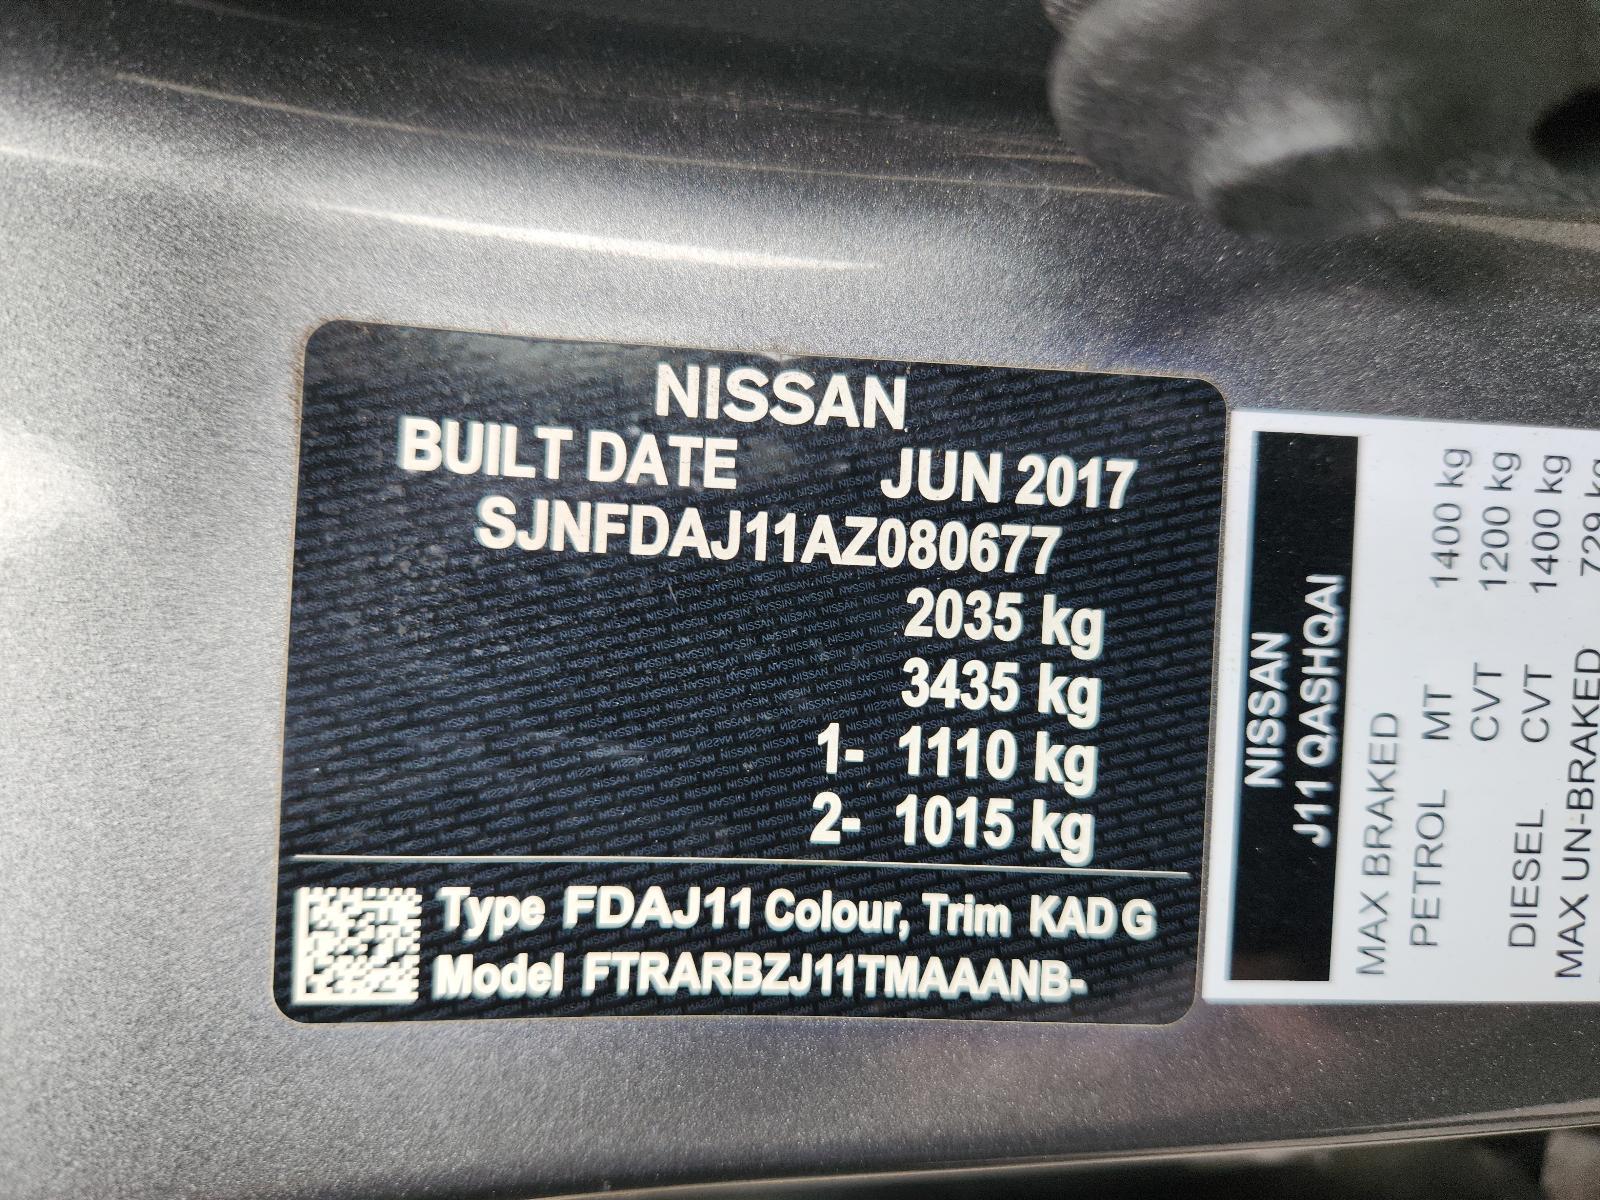 NISSAN
BUILT DATE JUN 2017
SJNFDAJ11AZ080677
2035 kg
3435 kg
1- 1110 kg
2- 1015 kg
Type FDAJ11 Colour, Trim KAD G
Model FTRARBZJ11TMAAANB-
NISSAN
J11 QASHQAI
MAX BRAKED
PETROL MT 1400 kg
CVT 1200 kg
DIESEL CVT 1400 kg
MAX UN-BRAKED 729 kg